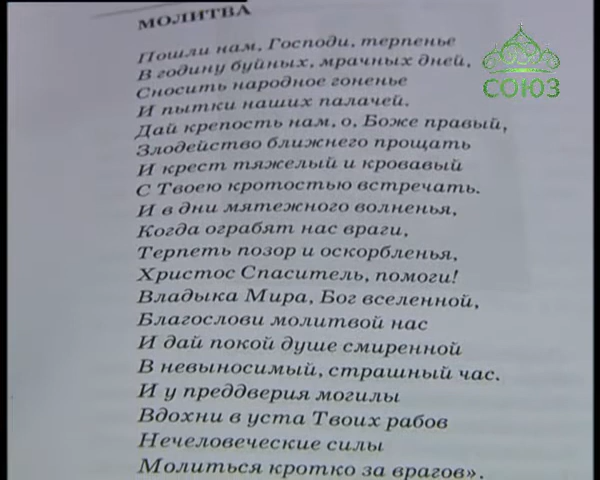 МОЛИТВА
Пошли нам, Господи, терпенье
В годину буйных, мрачных дней,
Сносить народное гоненье
И пытки наших палачей.
Дай крепость нам, о, Боже правый,
Злодейство ближнего прощать
И крест тяжелый и кровавый
С Твоею кротостью встречать.
И в дни мятежного волненья,
Когда ограбят нас враги,
Терпеть позор и оскорбленья,
Христос Спаситель, помоги!
Владыка Мира, Бог вселенной,
Благослови молитвой нас
И дай покой душе смиренной
В невыносимый, страшный час.
И у преддверия могилы
Вдохни в уста Твоих рабов
Нечеловеческие силы
Молиться кротко за врагов».
СОЮЗ